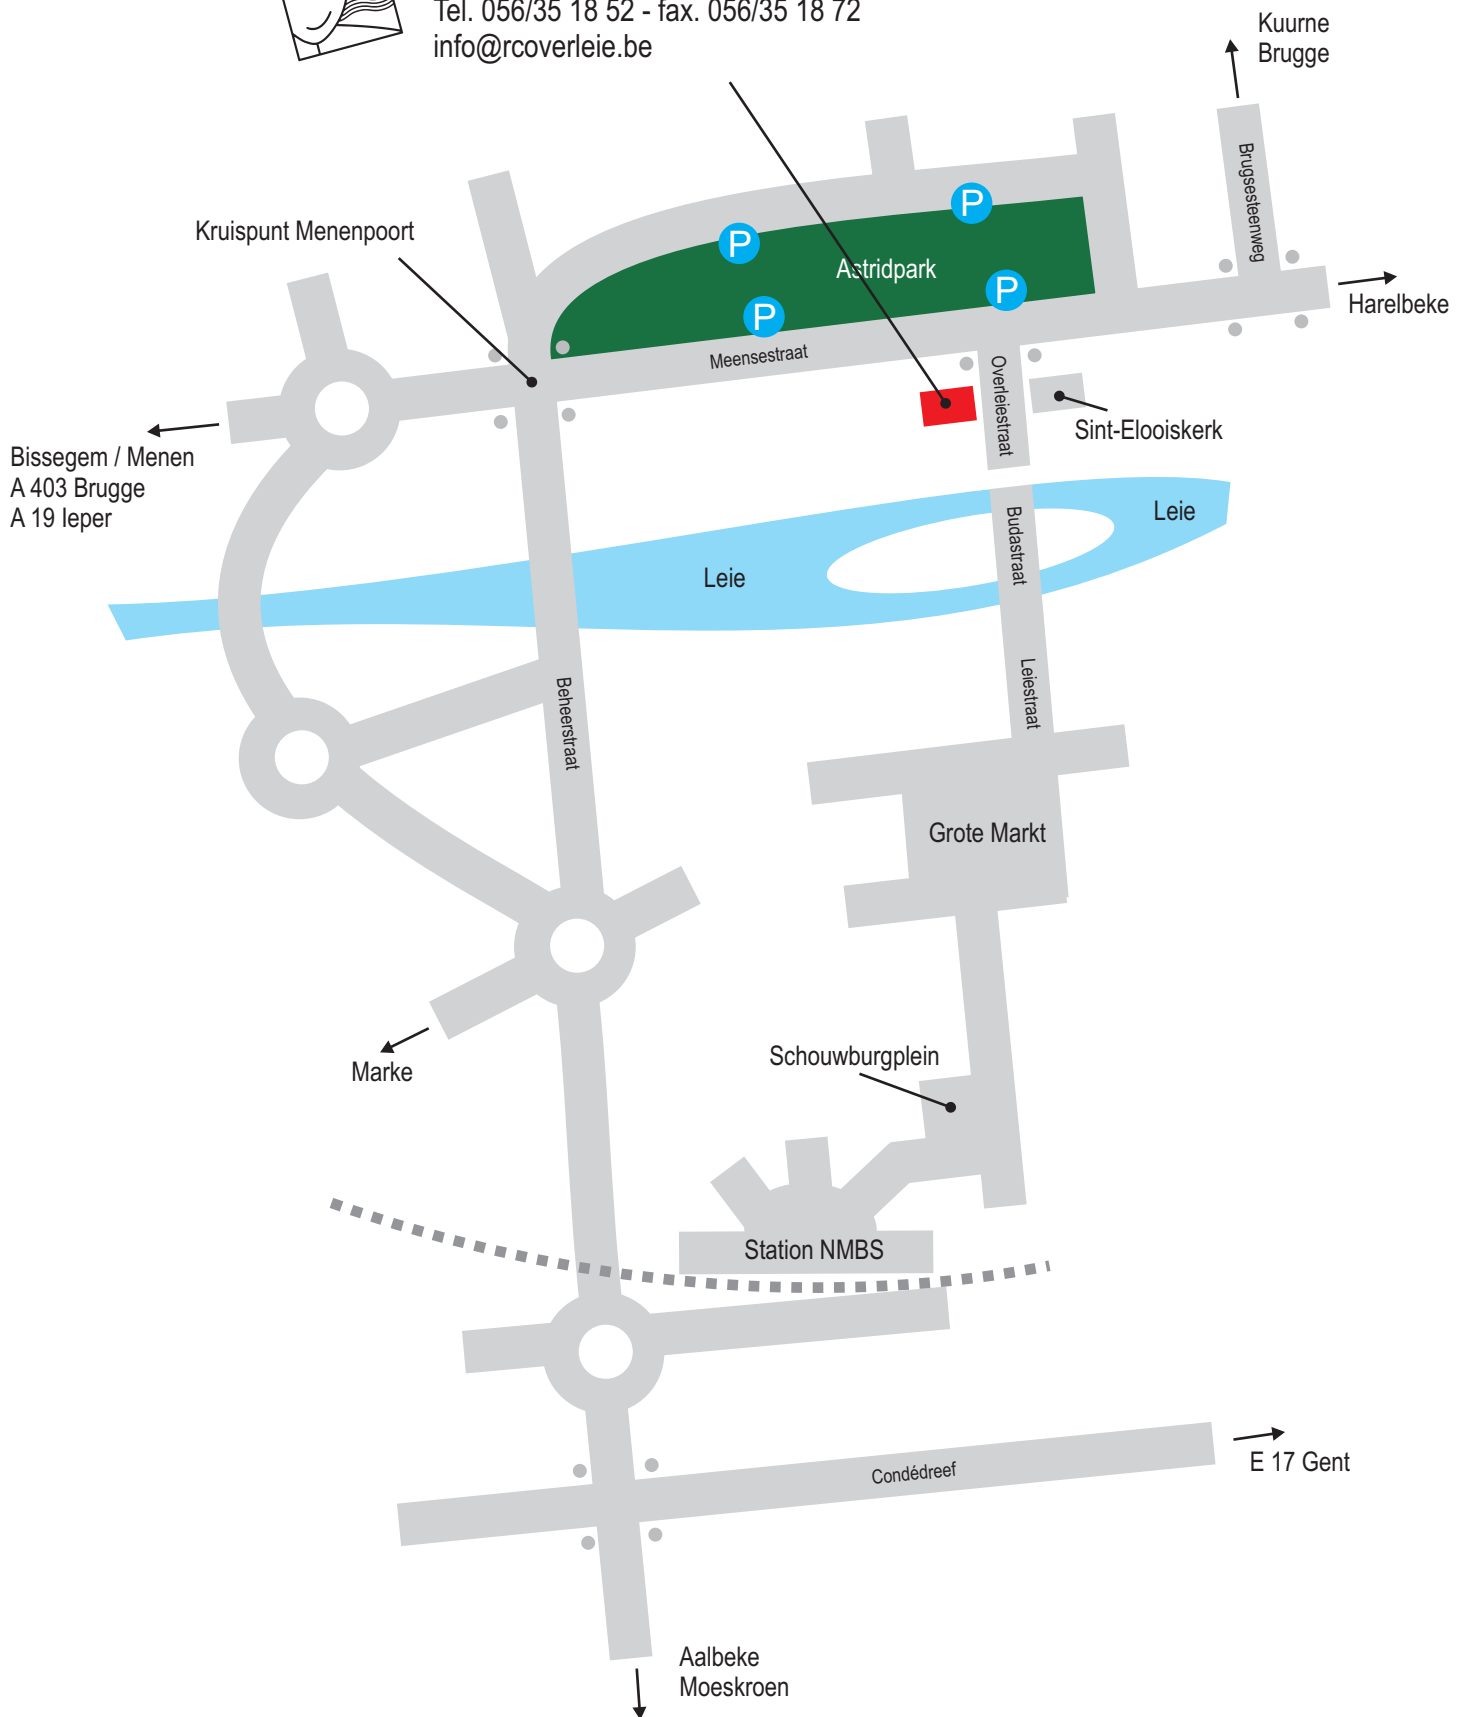 Tel. 056/35 18 52 - fax. 056/35 18 72
info@rcoverleie.be
Kuurne
Brugge
Brugsesteenweg
Kruispunt Menenpoort
P
P
Astridpark
P
P
Harelbeke
Meensestraat
Overleiestraat
Sint-Elooiskerk
Bissegem / Menen
A 403 Brugge
A 19 Ieper
Leie
Budastraat
Leie
Leiestraat
Beheerstraat
Grote Markt
Schouwburgplein
Marke
Station NMBS
Condédreef
E 17 Gent
Aalbeke
Moeskroen